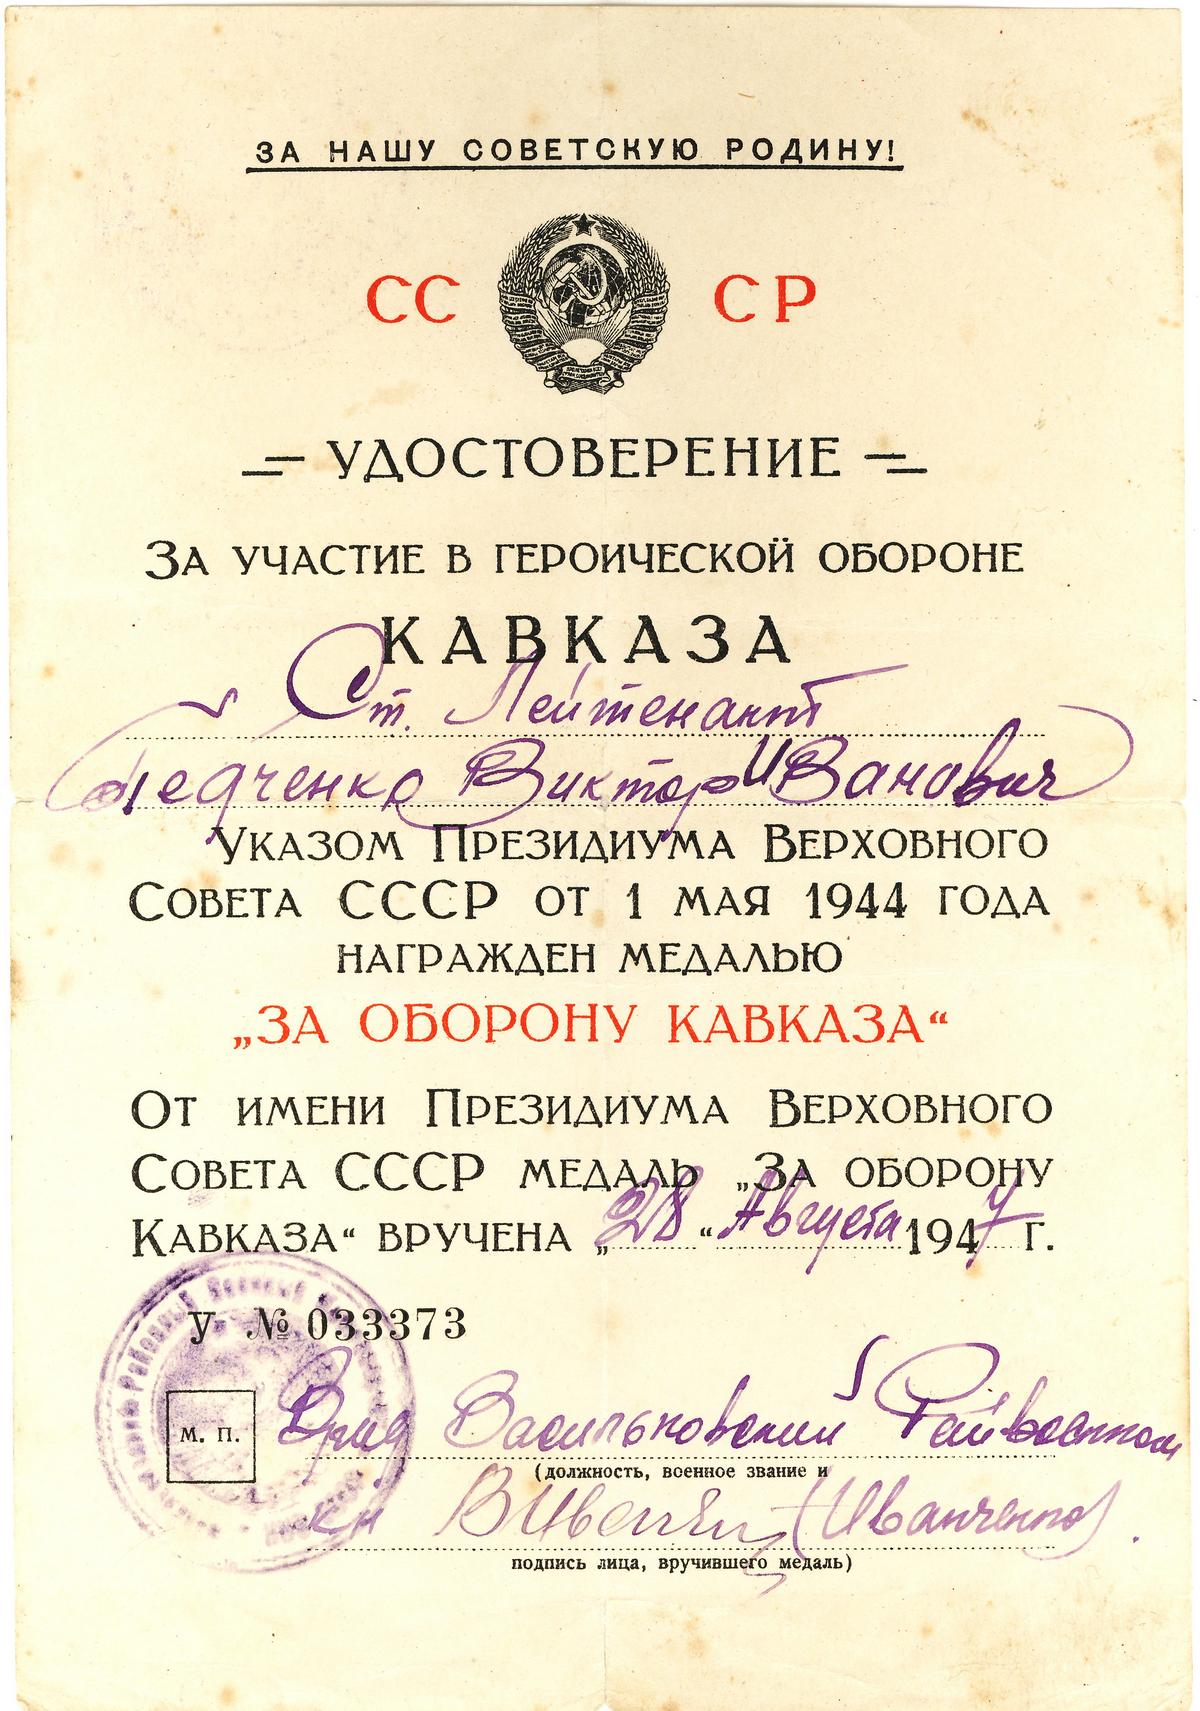 ЗА НАШУ СОВЕТСКУЮ РОДИНУ!
СС СР
УДОСТОВЕРЕНИЕ
ЗА УЧАСТИЕ В ГЕРОИЧЕСКОЙ ОБОРОНЕ
КАВКАЗА
Ст. Лейтенант
Виктор Иванович
УКАЗОМ ПРЕЗИДИУМА ВЕРХОВНОГО
СОВЕТА СССР ОТ 1 МАЯ 1944 ГОДА
НАГРАЖДЕН МЕДАЛЬЮ
„ЗА ОБОРОНУ КАВКАЗА“
ОТ ИМЕНИ ПРЕЗИДИУМА ВЕРХОВНОГО
СОВЕТА СССР МЕДАЛЬ „ЗА ОБОРОНУ
КАВКАЗА“ ВРУЧЕНА „28“ Августа 1947 г.
У № 033373
М. П.
Васильковский Райвоенком
(должность, военное звание и
(Иванченко)
подпись лица, вручившего медаль)